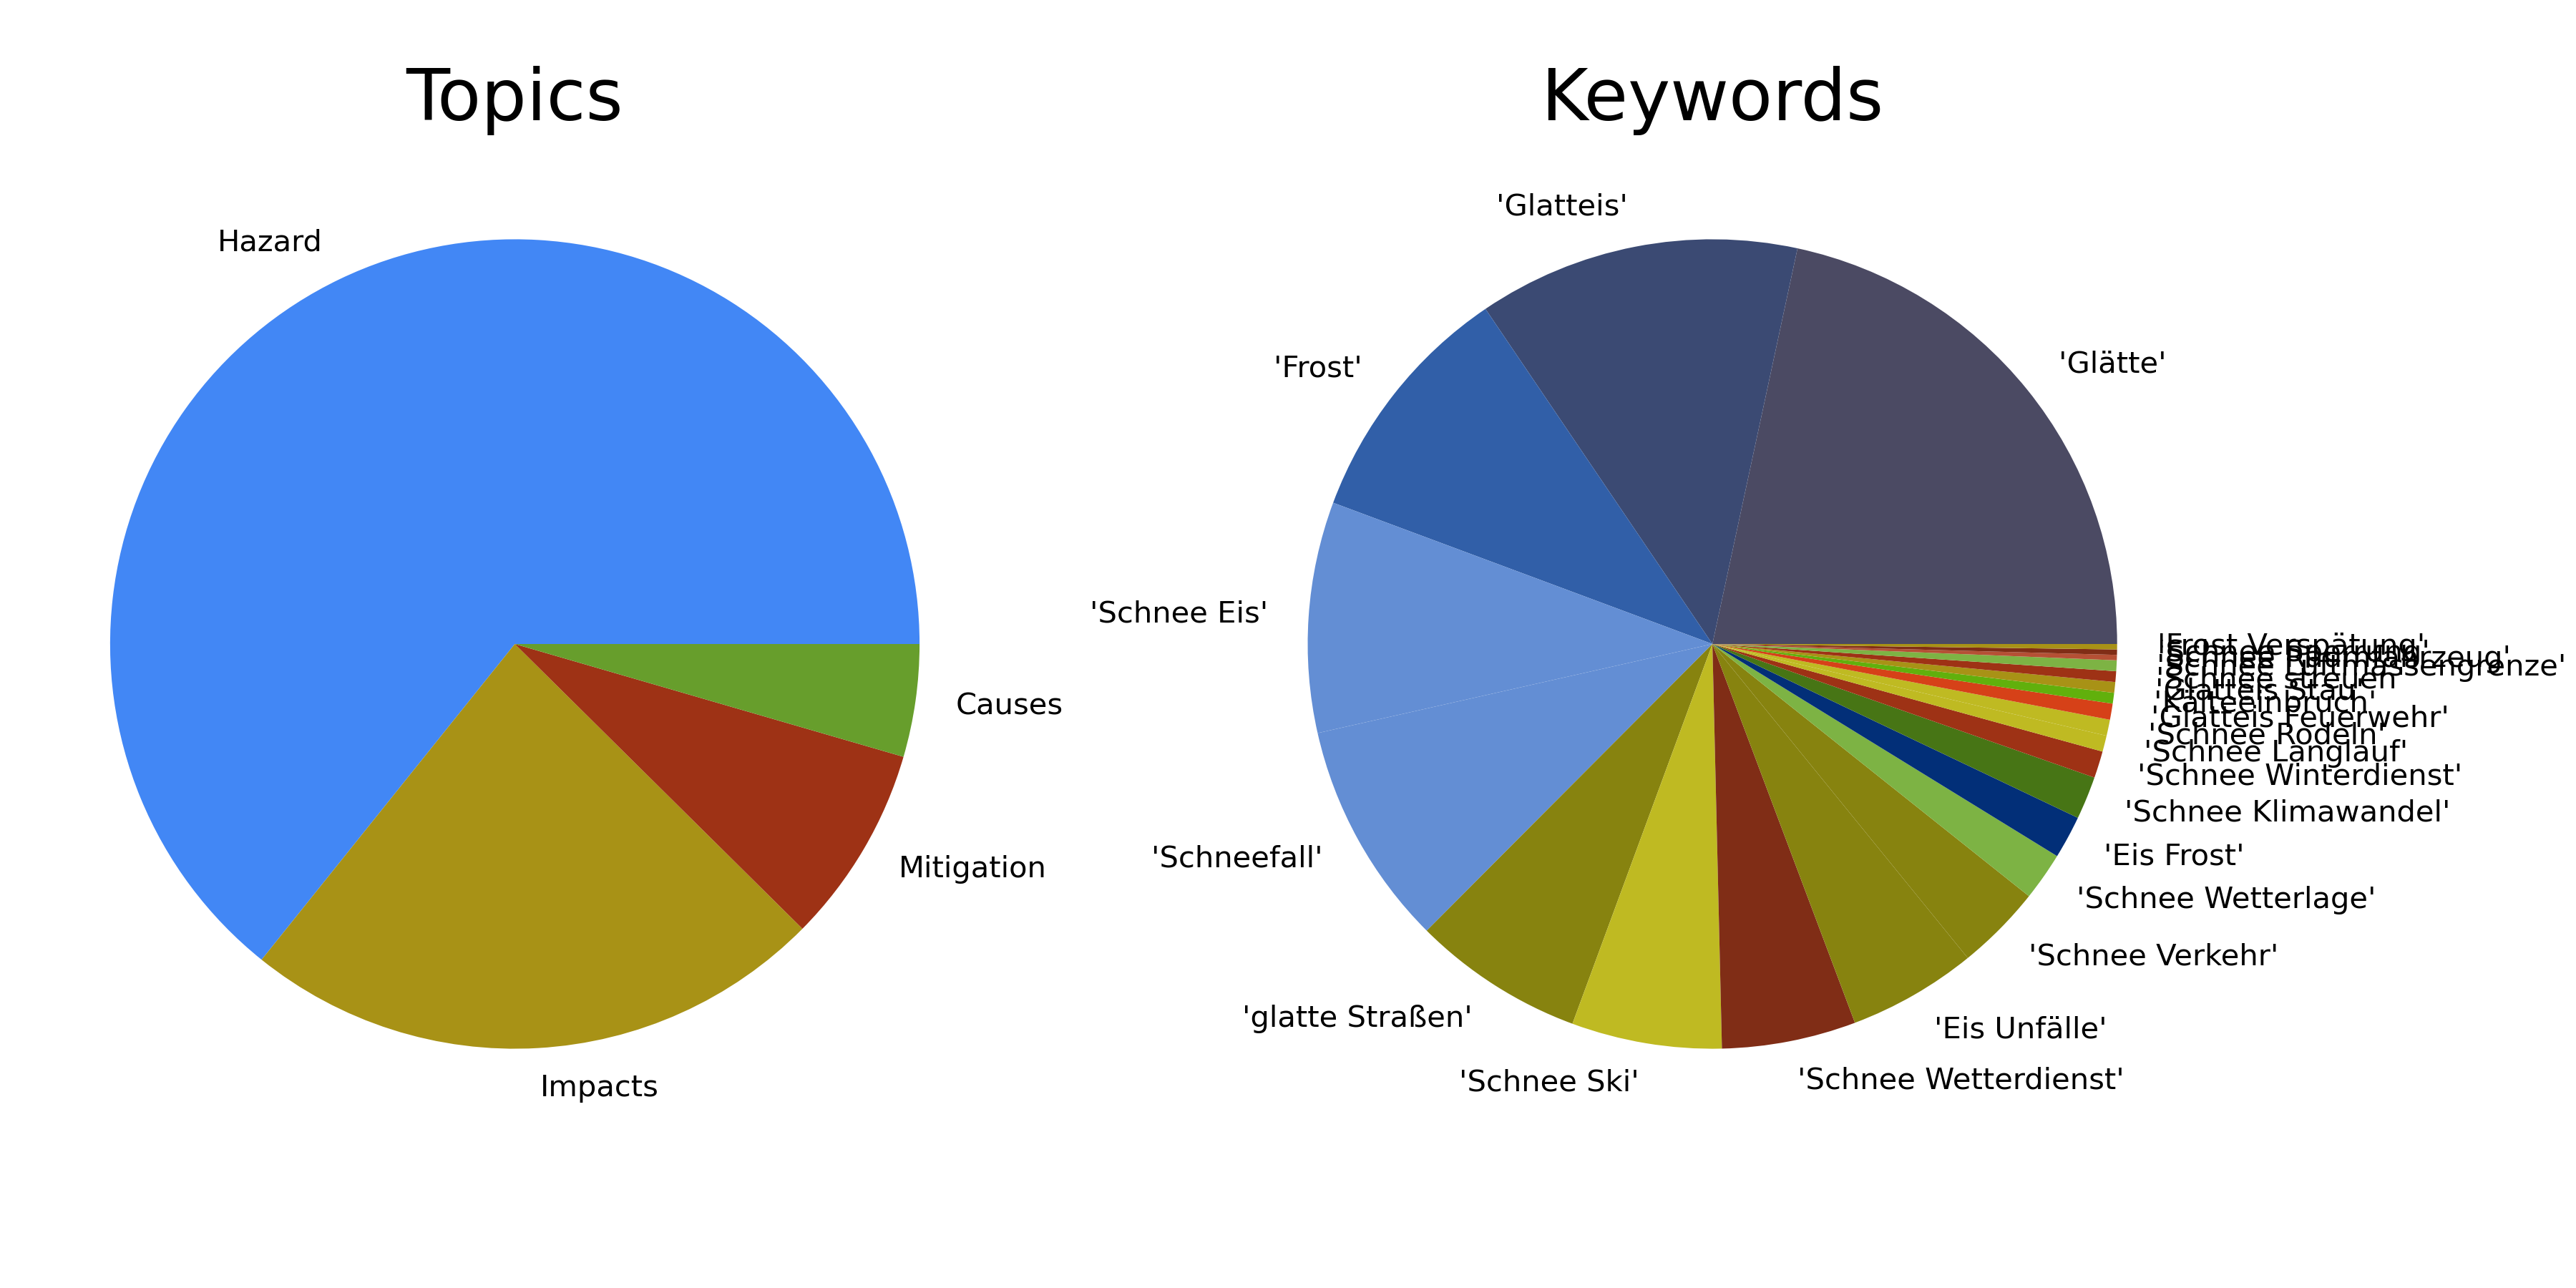 Topics
Hazard
Causes
Mitigation
Impacts
Keywords
'Glatteis'
'Glätte'
'Frost'
'Schnee Eis'
'Schneefall'
'glatte Straßen'
'Schnee Ski'
'Schnee Wetterdienst'
'Eis Unfälle'
'Schnee Verkehr'
'Schnee Wetterlage'
'Eis Frost'
'Schnee Klimawandel'
'Schnee Winterdienst'
'Schnee Langlauf'
'Schnee Rodeln'
'Glatteis Feuerwehr'
'Kälteeinbruch'
'Glatteis Stau'
'Schnee streuen'
'Frost Verspätung'